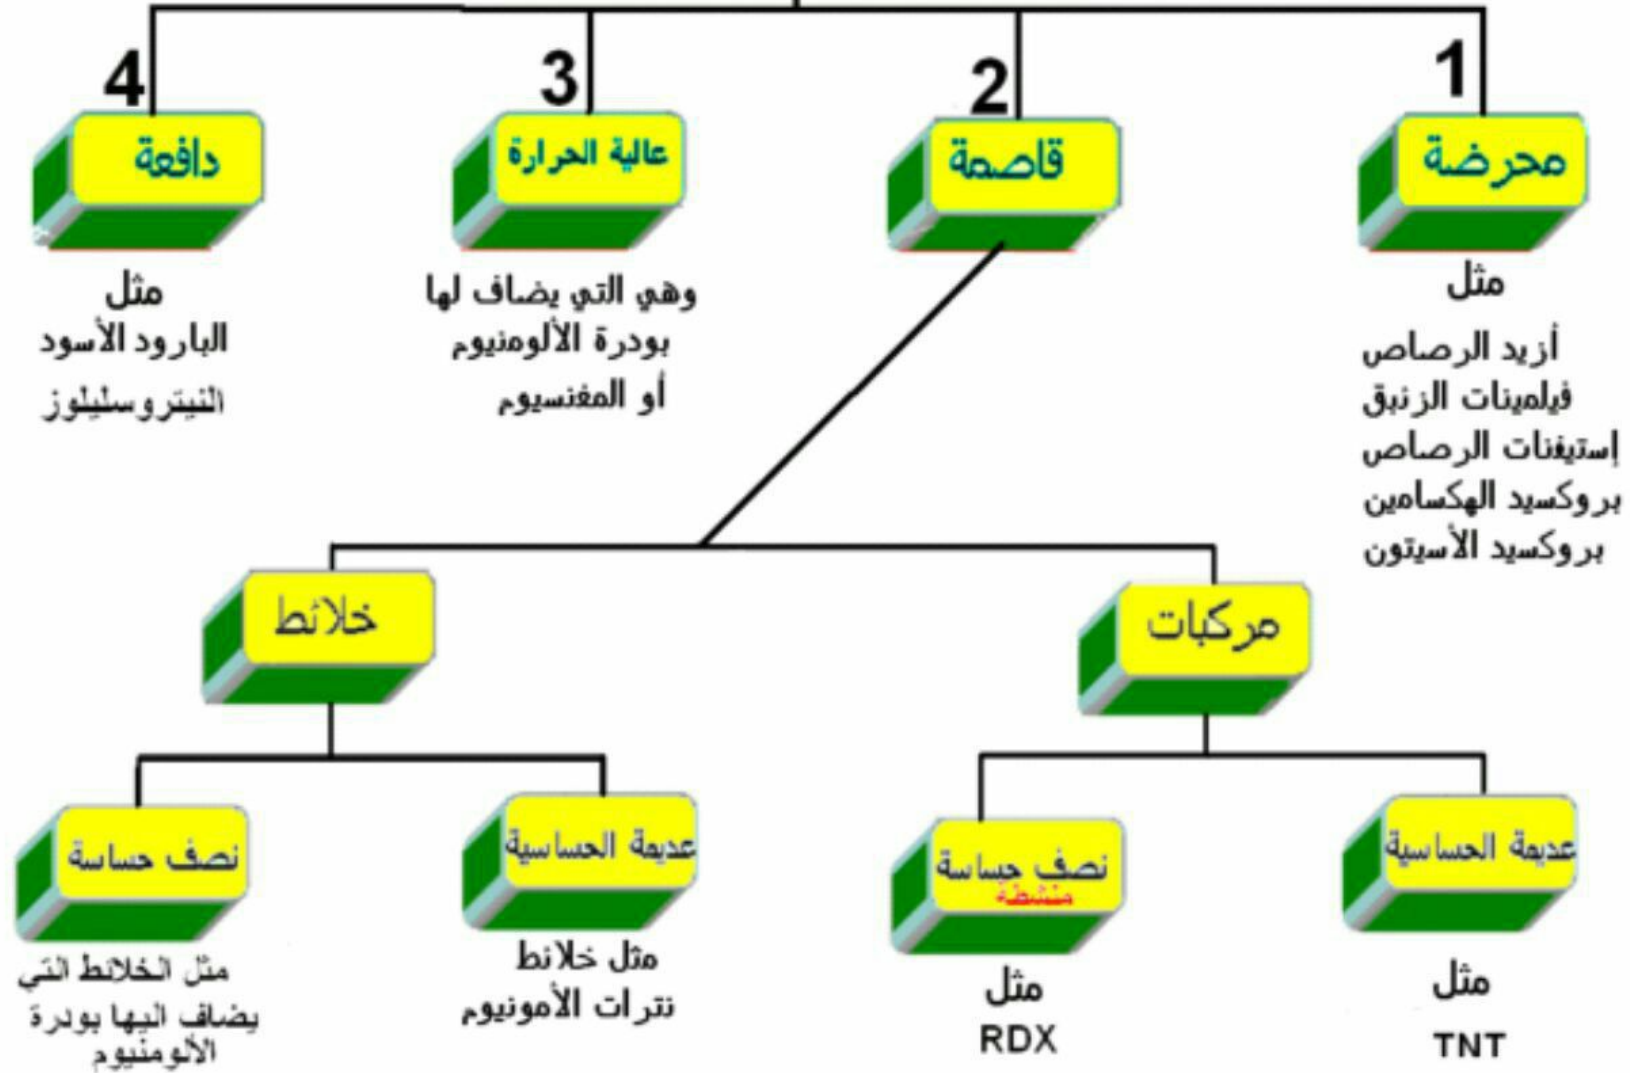 1
محرضة
مثل
أزيد الرصاص
فيلمينات الزنبق
إستيفنات الرصاص
بروكسيد الهكسامين
بروكسيد الأسيتون
2
قاصمة
3
عالية الحرارة
وهي التي يضاف لها
بودرة الألومنيوم
أو المغنسيوم
4
دافعة
مثل
البارود الأسود
النيتروسليلوز
مركبات
خلائط
عديمة الحساسية
مثل
TNT
نصف حساسة
منشطة
مثل
RDX
عديمة الحساسية
مثل خلائط
نترات الأمونيوم
نصف حساسة
مثل الخلائط التي
يضاف اليها بودرة
الألومنيوم